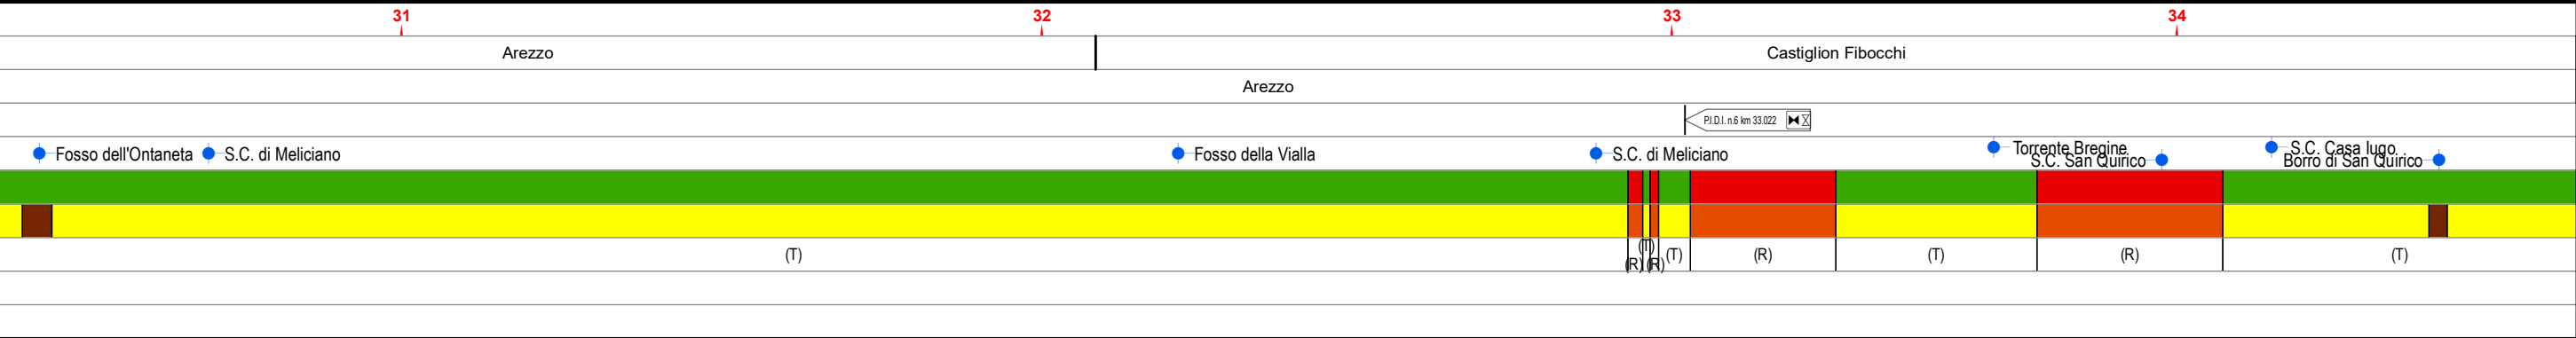 31 32 33 34
Arezzo Castiglion Fibocchi
Arezzo
P.I.D.I. n.6 km 33.022
Fosso dell'Ontaneta S.C. di Meliciano Fosso della Vialla S.C. di Meliciano Torrente Bregine S.C. Casa Iugo
S.C. San Quirico Borro di San Quirico
(T) (T) (T) (R) (T) (R) (T)
(R) (R)